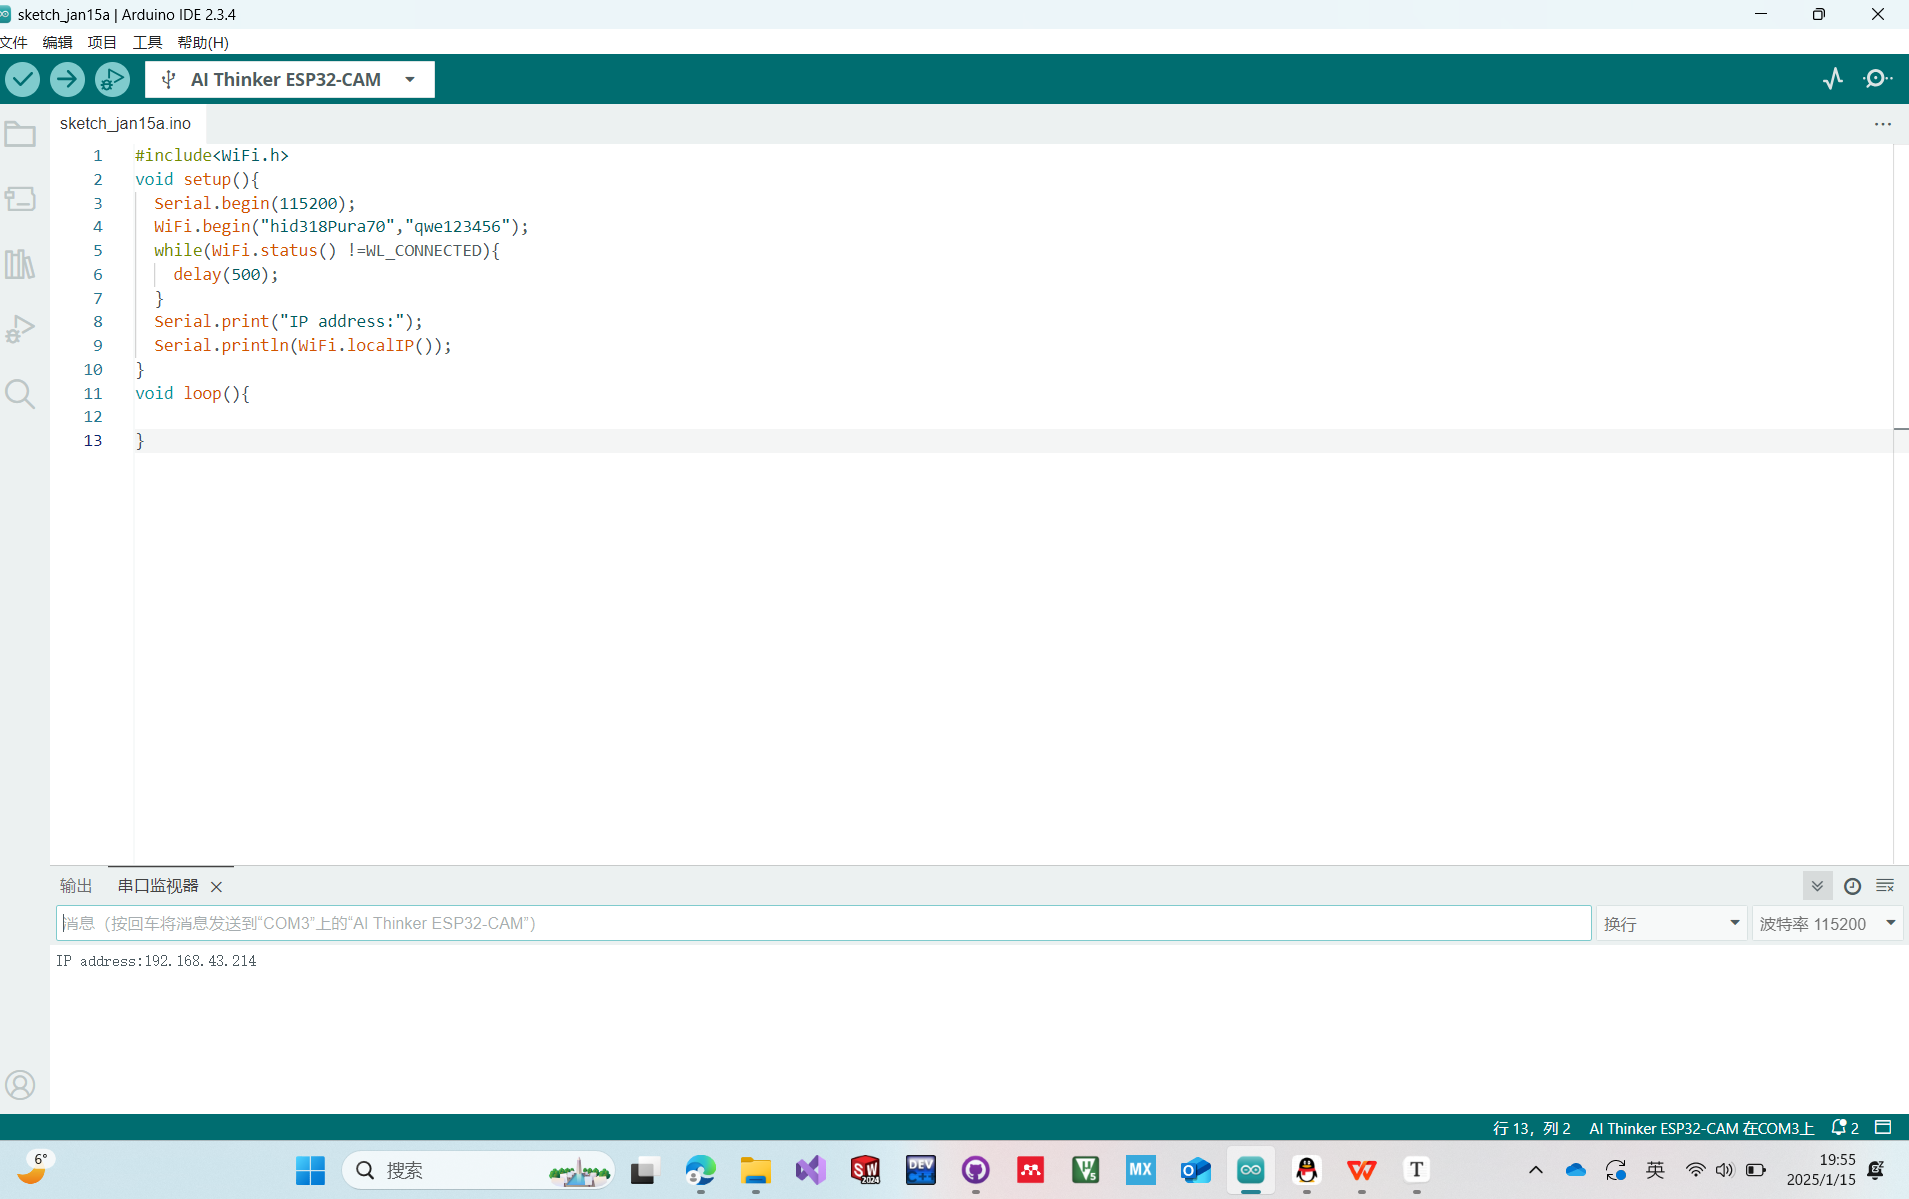 sketch_jan15a | Arduino IDE 2.3.4
文件 编辑 项目 工具 帮助(H)
AI Thinker ESP32-CAM
sketch_jan15a.ino
1 #include<WiFi.h>
2 void setup(){
3 Serial.begin(115200);
4 WiFi.begin("hid318Pura70","qwe123456");
5 while(WiFi.status() !=WL_CONNECTED){
6 delay(500);
7 }
8 Serial.print("IP address:");
9 Serial.println(WiFi.localIP());
10 }
11 void loop(){
12
13 }
输出 串口监视器
消息（按回车将消息发送到“COM3”上的“AI Thinker ESP32-CAM”）
换行
波特率 115200
IP address:192.168.43.214
行 13，列 2 AI Thinker ESP32-CAM 在COM3上 2
6°
搜索
SW 2024
DEV C++
V5
MX
W
T
英
19:55
2025/1/15